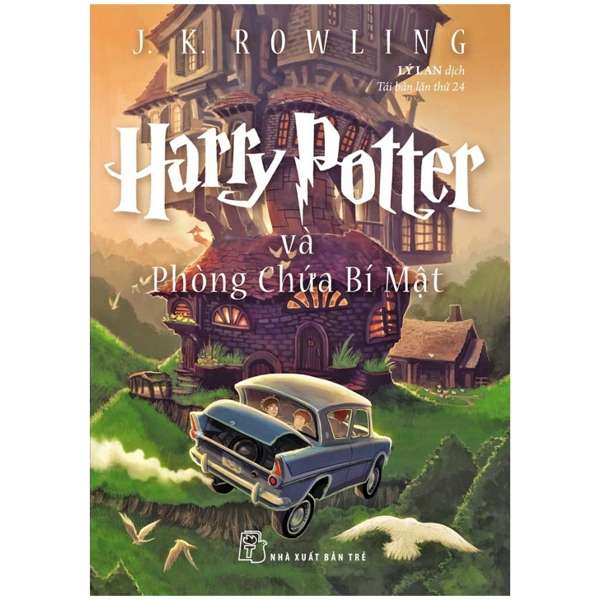 J. K. ROWLING
LÝ LAN dịch
Tái bản lần thứ 24
Harry Potter
và
Phòng Chứa Bí Mật
NHÀ XUẤT BẢN TRẺ